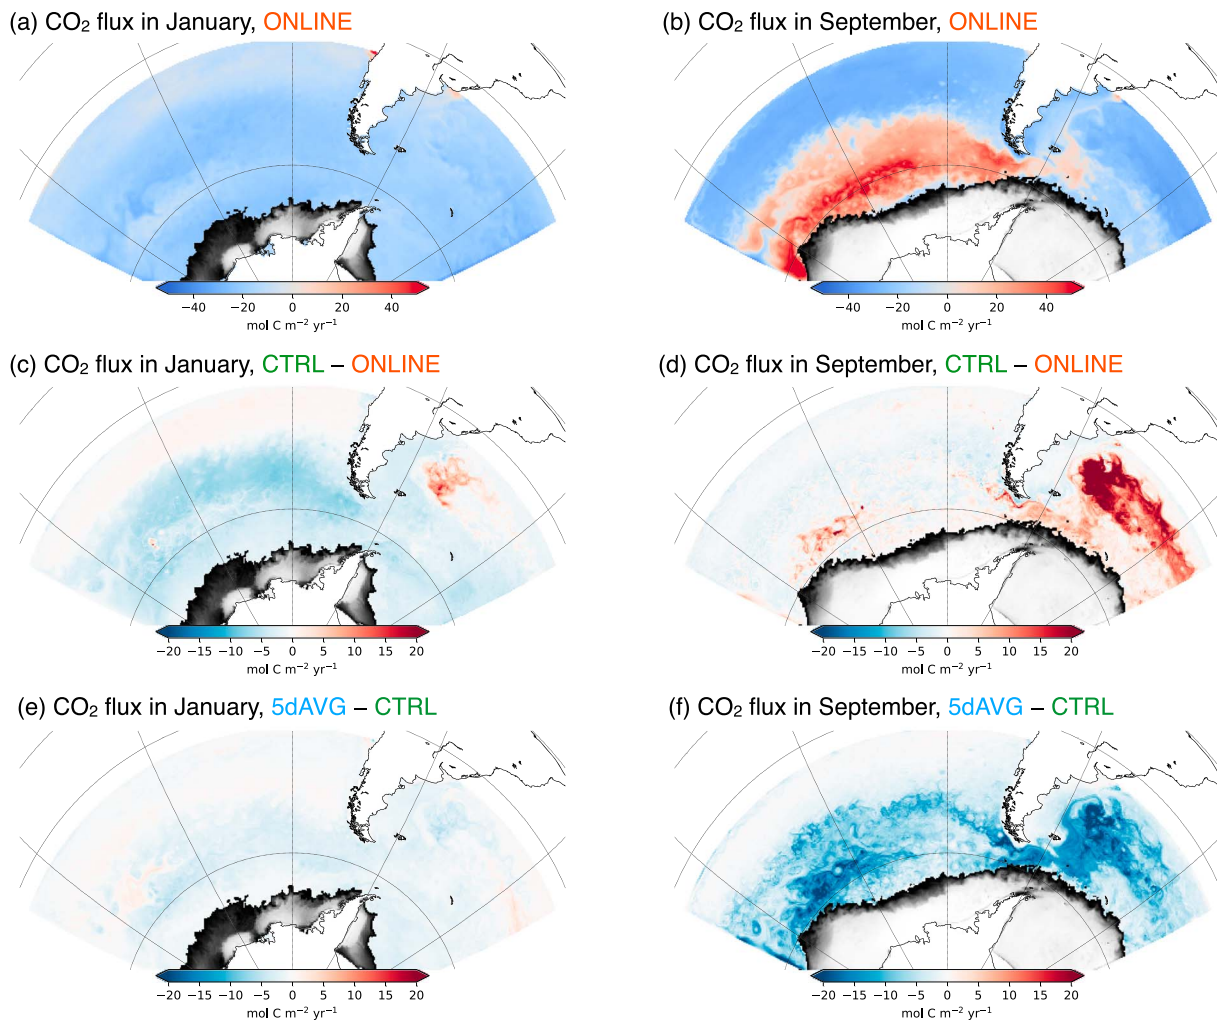 (a) CO₂ flux in January, ONLINE
(b) CO₂ flux in September, ONLINE
−40 −20 0 20 40
mol C m⁻² yr⁻¹
−40 −20 0 20 40
mol C m⁻² yr⁻¹
(c) CO₂ flux in January, CTRL – ONLINE
(d) CO₂ flux in September, CTRL – ONLINE
−20 −15 −10 −5 0 5 10 15 20
mol C m⁻² yr⁻¹
−20 −15 −10 −5 0 5 10 15 20
mol C m⁻² yr⁻¹
(e) CO₂ flux in January, 5dAVG – CTRL
(f) CO₂ flux in September, 5dAVG – CTRL
−20 −15 −10 −5 0 5 10 15 20
mol C m⁻² yr⁻¹
−20 −15 −10 −5 0 5 10 15 20
mol C m⁻² yr⁻¹